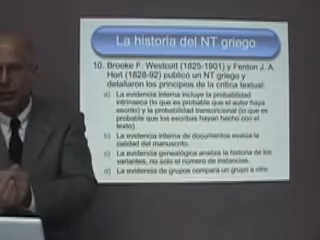 La historia del NT griego
10. Brooke F. Westcott (1825-1901) y Fenton J. A.
Hort (1828-92) publicó un NT griego y
detallaron los principios de la crítica textual:
a) La evidencia interna incluye la probabilidad
intrínseca (lo que es probable que el autor haya
escrito) y la probabilidad transcripcional (lo que es
probable que los escribas hayan hecho con el
texto).
b) La evidencia interna de documentos evalúa la
calidad del manuscrito.
c) La evidencia genealógica analiza la historia de los
variantes, no solo el número de instancias.
d) La evidencia de grupos compara un grupo a otro